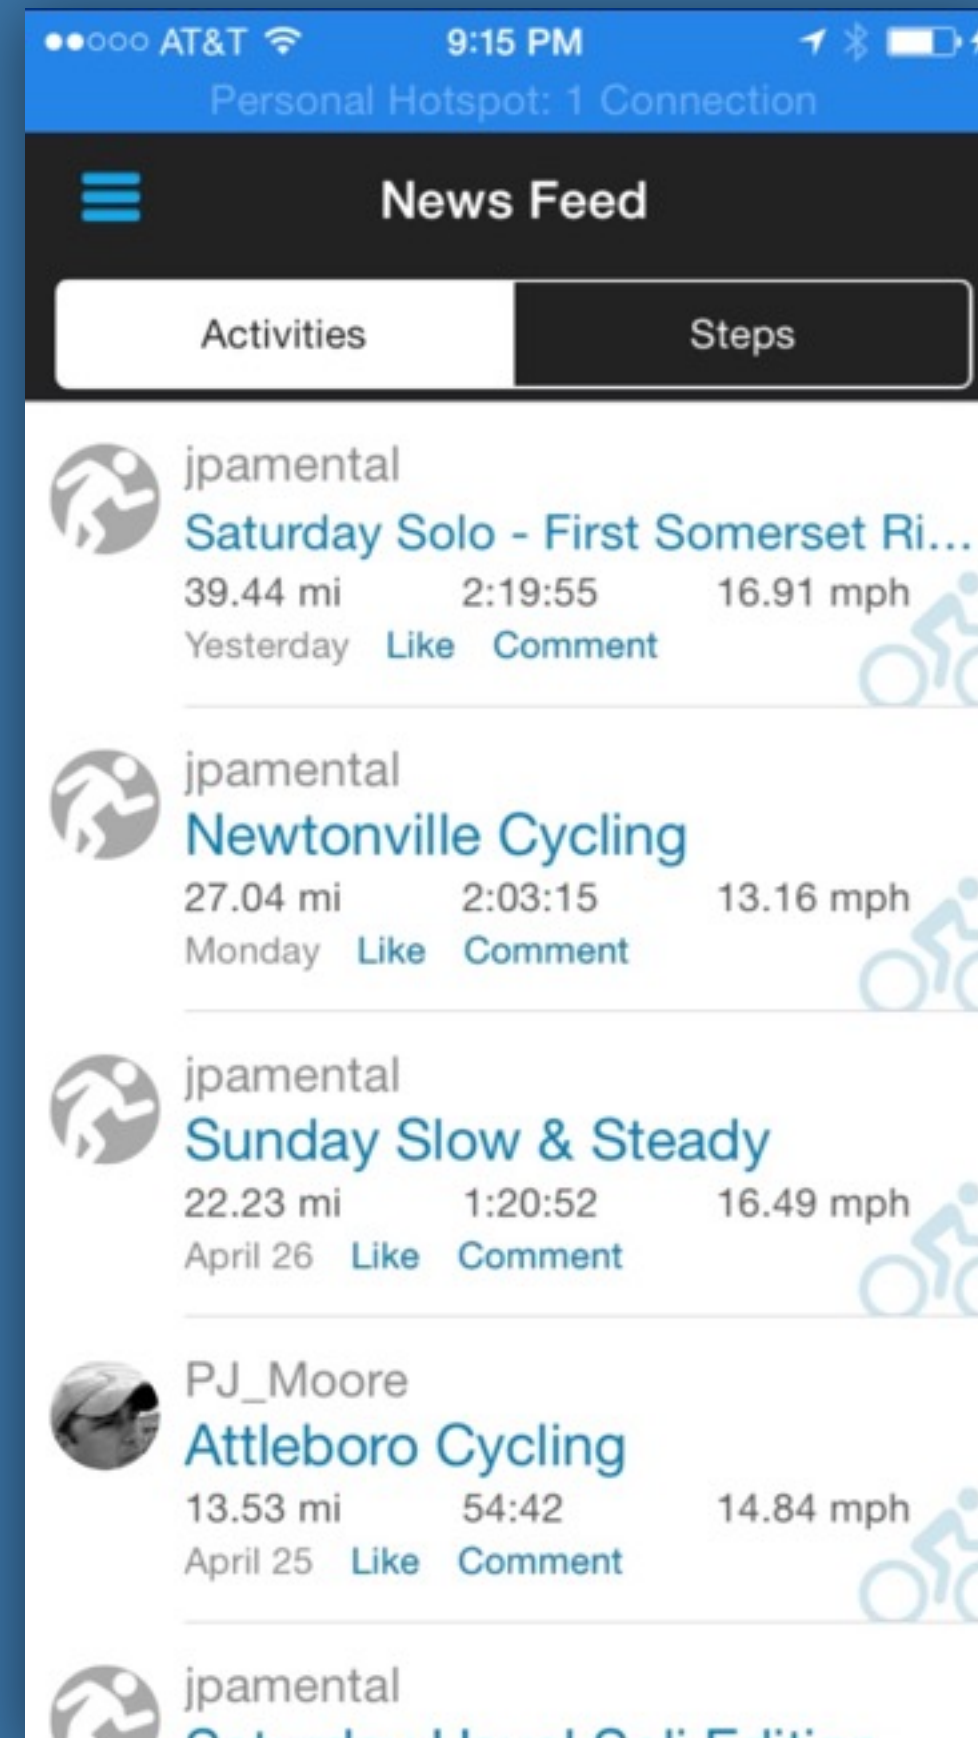 AT&T 9:15 PM
Personal Hotspot: 1 Connection
News Feed
Activities Steps
jpamental
Saturday Solo - First Somerset Ri...
39.44 mi 2:19:55 16.91 mph
Yesterday Like Comment
jpamental
Newtonville Cycling
27.04 mi 2:03:15 13.16 mph
Monday Like Comment
jpamental
Sunday Slow & Steady
22.23 mi 1:20:52 16.49 mph
April 26 Like Comment
PJ_Moore
Attleboro Cycling
13.53 mi 54:42 14.84 mph
April 25 Like Comment
jpamental